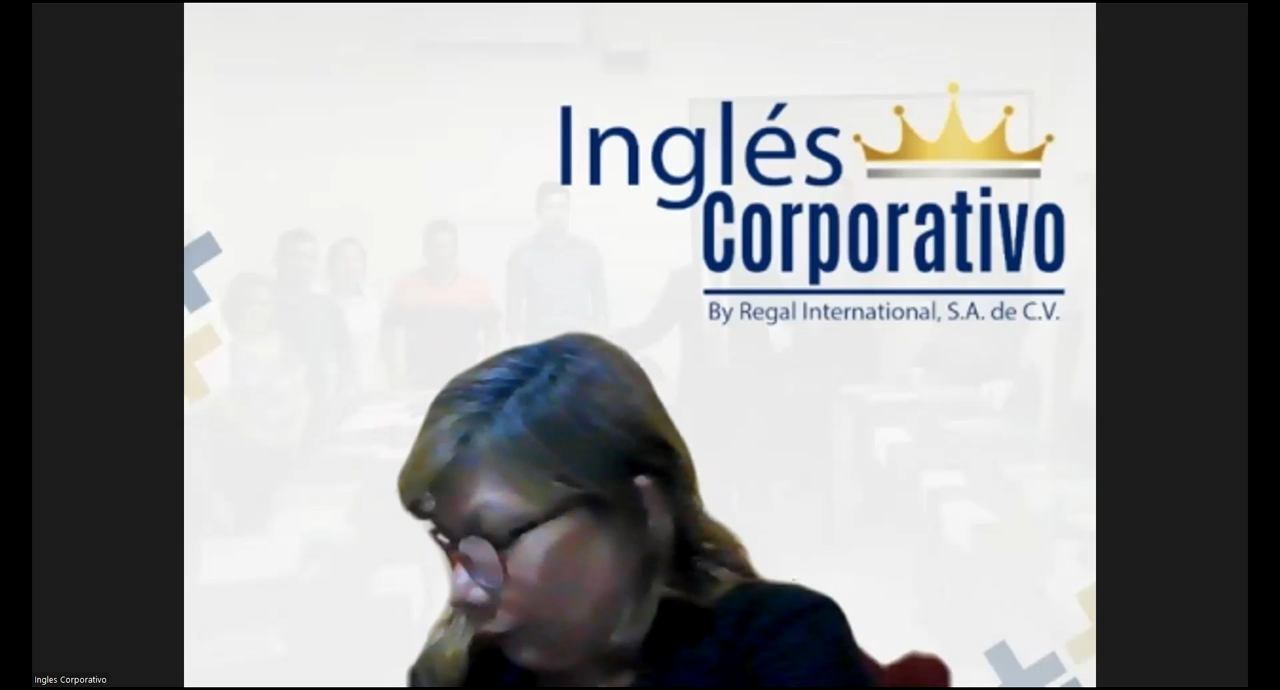 Inglés
Corporativo
By Regal International, S.A. de C.V.
Ingles Corporativo